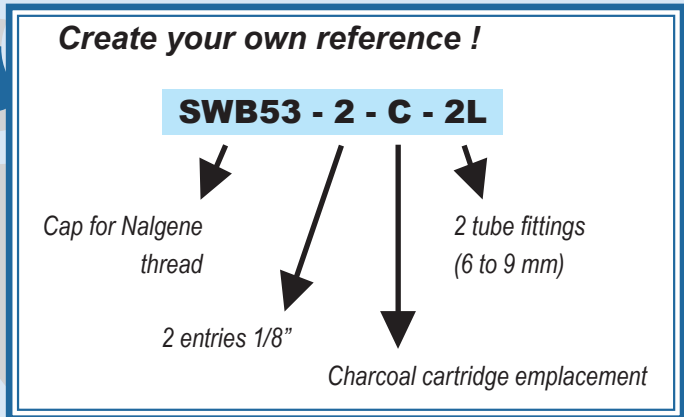 Create your own reference !
SWB53 - 2 - C - 2L
Cap for Nalgene
thread
2 tube fittings
(6 to 9 mm)
2 entries 1/8”
Charcoal cartridge emplacement